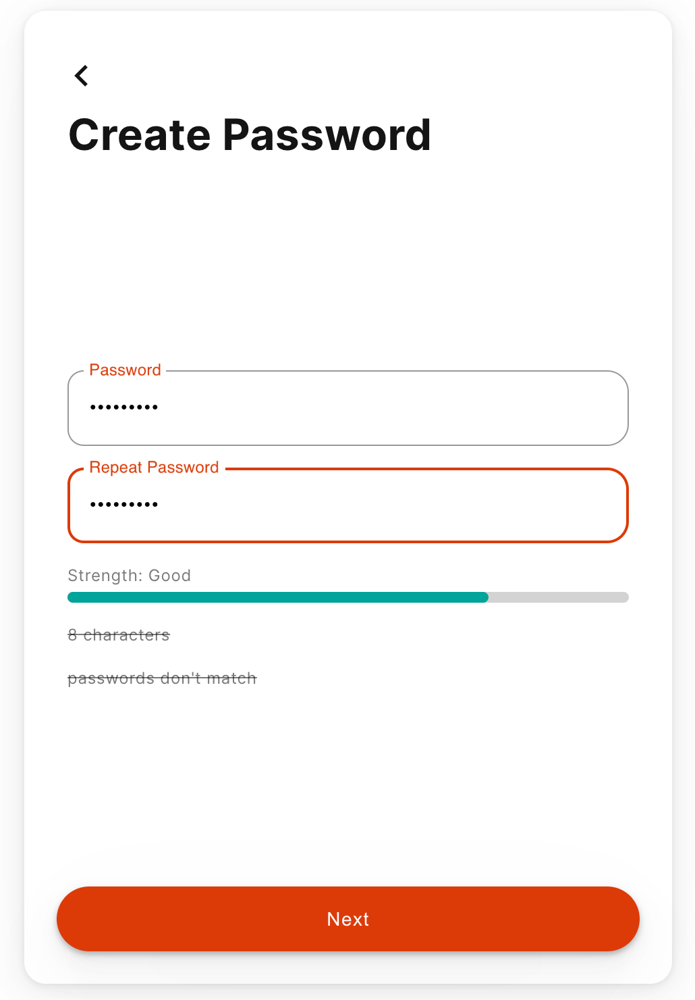 Create Password
Password
•••••••••
Repeat Password
•••••••••
Strength: Good
8 characters
passwords don't match
Next